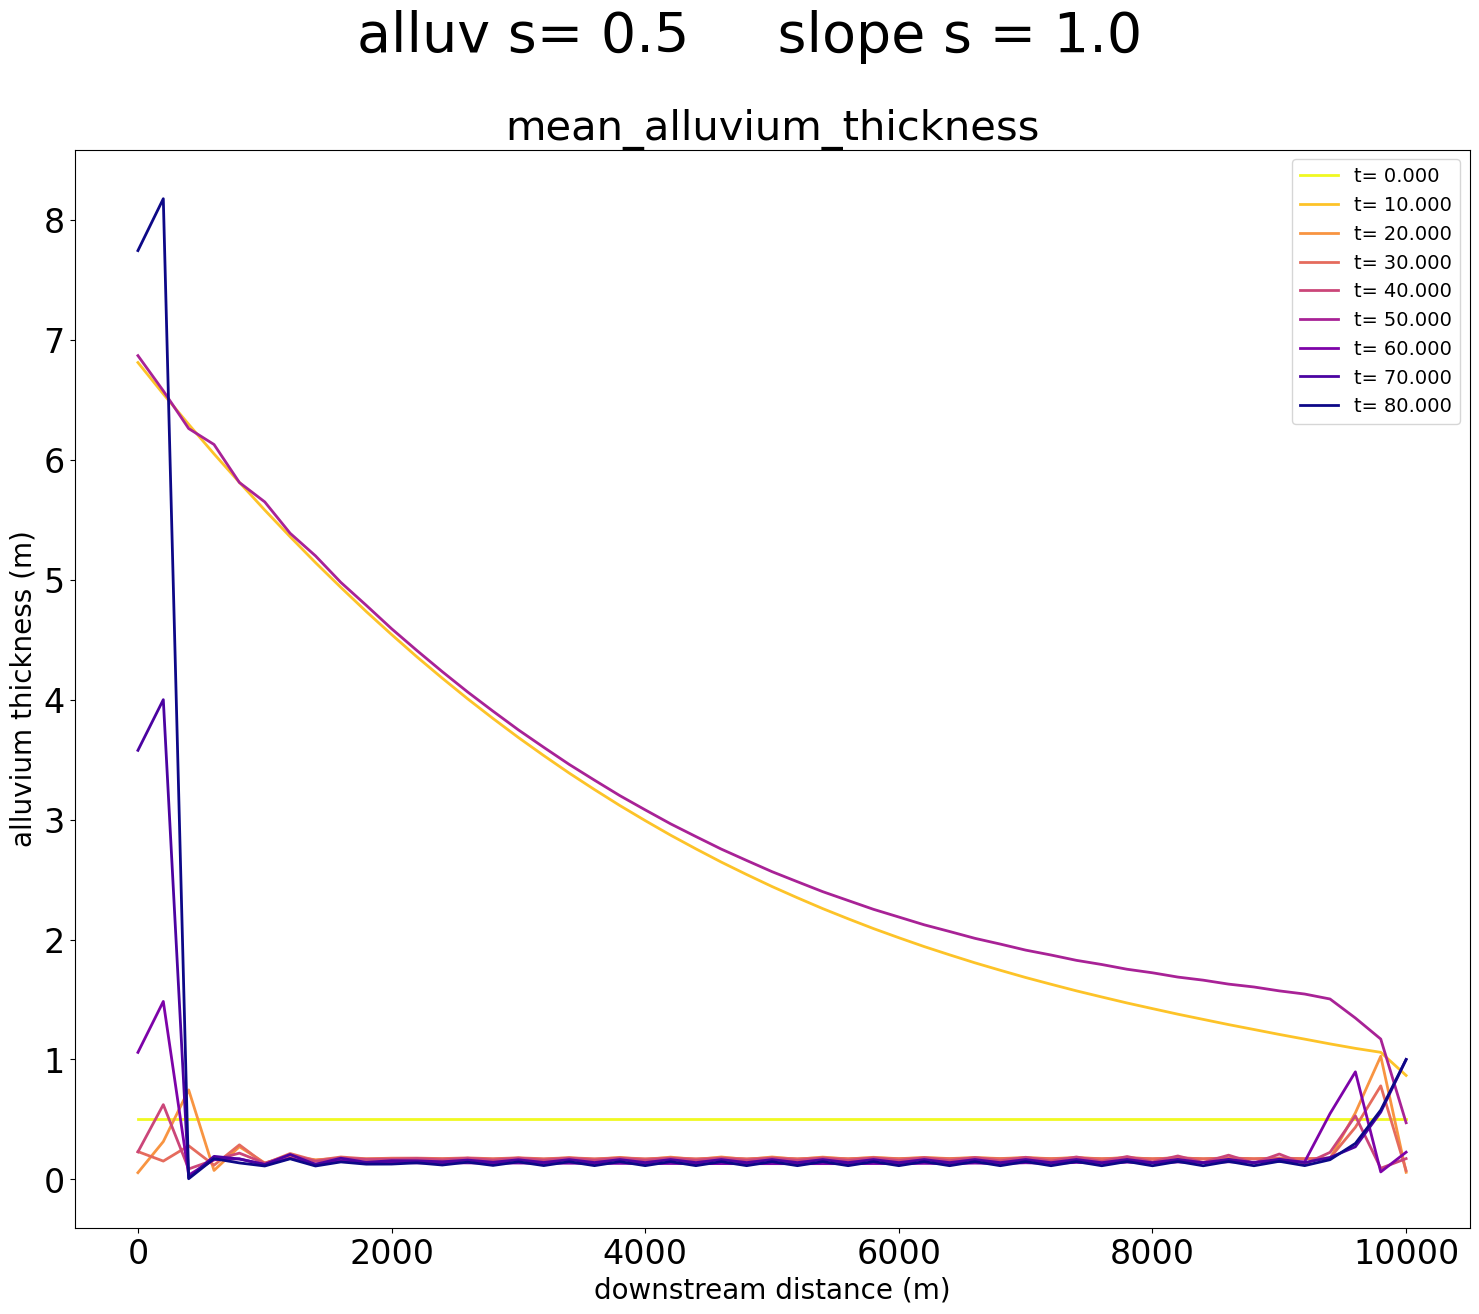 alluv s= 0.5 slope s = 1.0
mean_alluvium_thickness
t= 0.000
t= 10.000
t= 20.000
t= 30.000
t= 40.000
t= 50.000
t= 60.000
t= 70.000
t= 80.000
alluvium thickness (m)
8
7
6
5
4
3
2
1
0
0 2000 4000 6000 8000 10000
downstream distance (m)